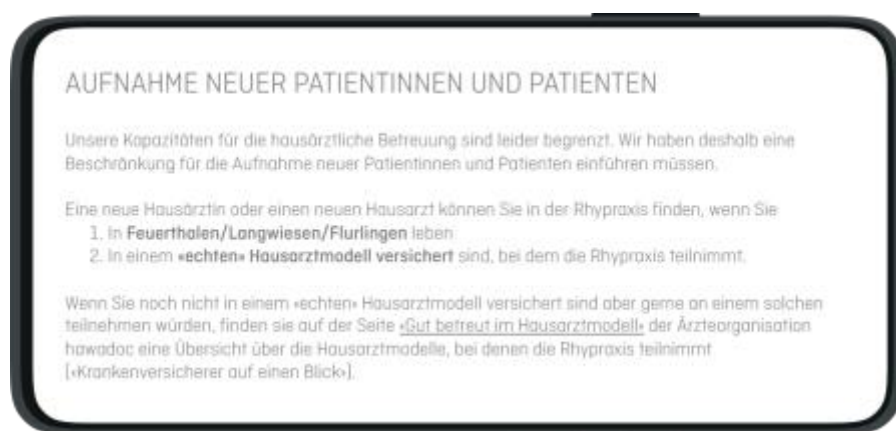 AUFNAHME NEUER PATIENTINNEN UND PATIENTEN
Unsere Kapazitäten für die hausärztliche Betreuung sind leider begrenzt. Wir haben deshalb eine
Beschränkung für die Aufnahme neuer Patientinnen und Patienten einführen müssen.
Eine neue Hausärztin oder einen neuen Hausarzt können Sie in der Rhypraxis finden, wenn Sie
1. In Feuerthalen/Langwiesen/Flurlingen leben
2. In einem «echten» Hausarztmodell versichert sind, bei dem die Rhypraxis teilnimmt.
Wenn Sie noch nicht in einem «echten» Hausarztmodell versichert sind aber gerne an einem solchen
teilnehmen würden, finden sie auf der Seite «Gut betreut im Hausarztmodell» der Ärzteorganisation
hawadoc eine Übersicht über die Hausarztmodelle, bei denen die Rhypraxis teilnimmt
(«Krankenversicherer auf einen Blick»).